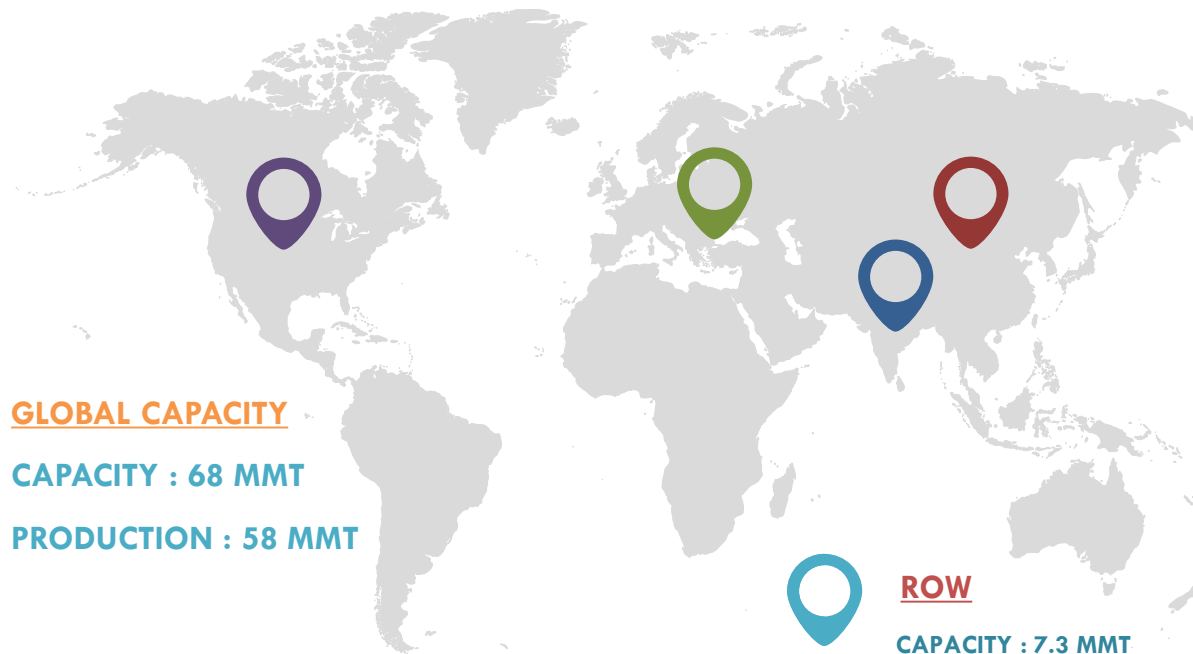 GLOBAL CAPACITY
CAPACITY : 68 MMT
PRODUCTION : 58 MMT
ROW
CAPACITY : 7.3 MMT